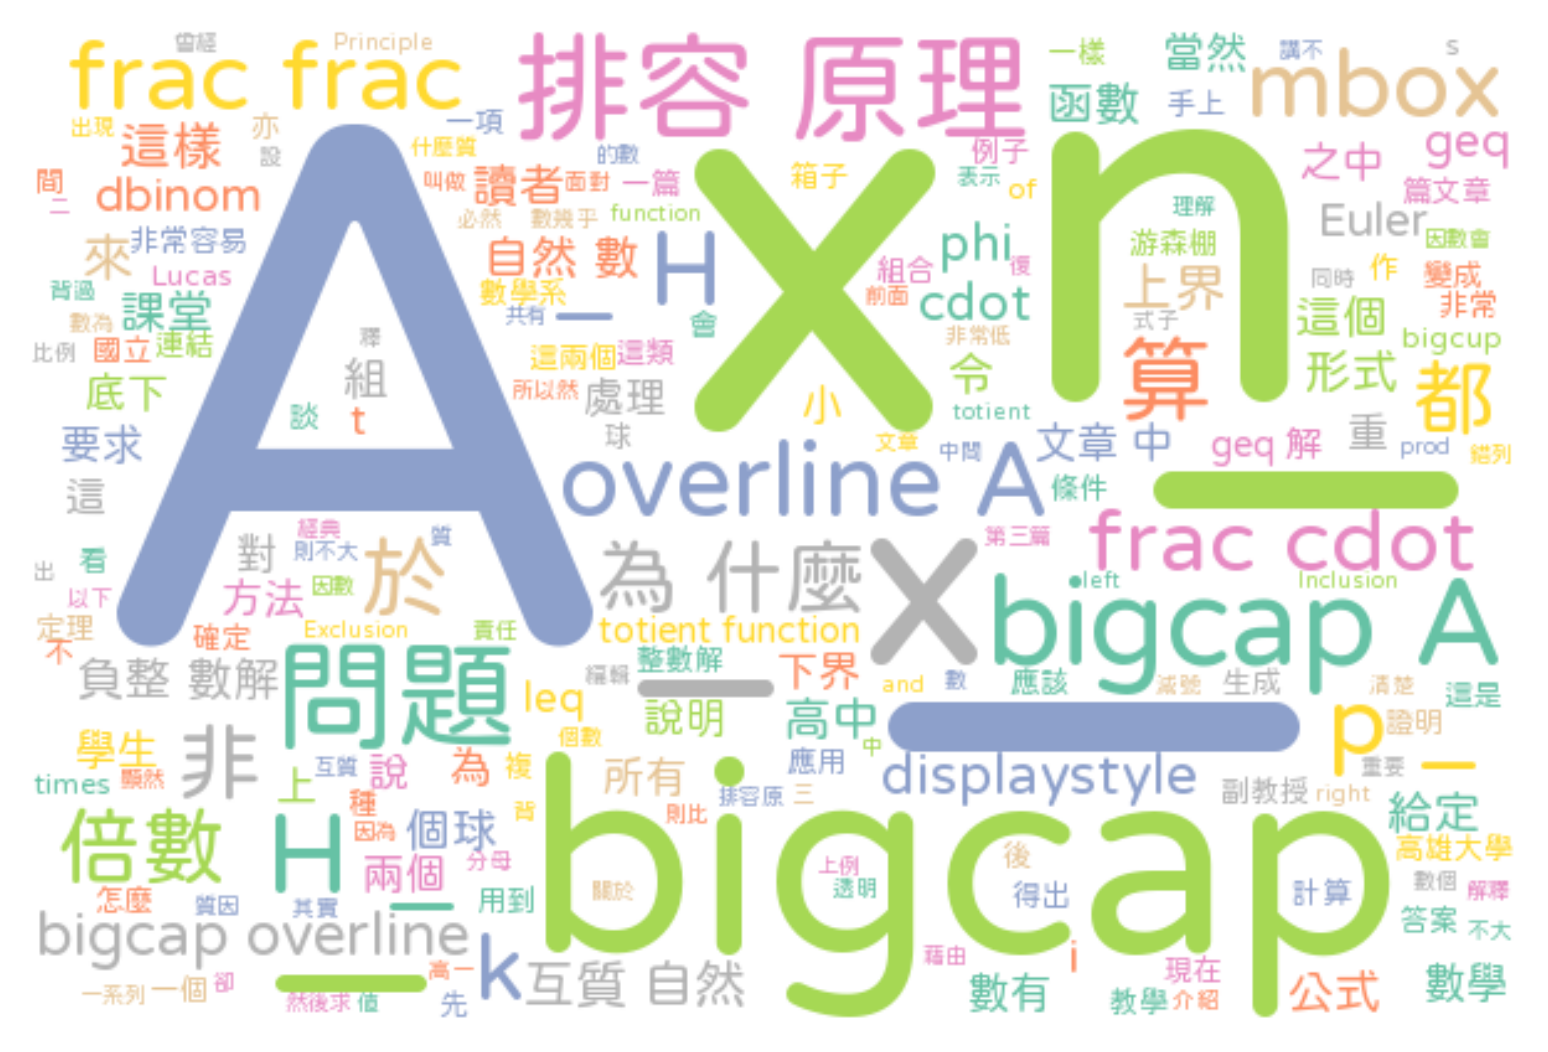 曾經 Principle 一樣 當然 講不 s
frac frac 排容 原理 函數 手上 mbox
出現 這樣 亦 設 一項 什麼質 的數 例子 之中 geq
間 二 dbinom 叫做 讀者 面對 一篇 箱子 表示 of 理解 篇文章
來 非常容易 必然 數幾乎 function phi 游森棚 Euler 因數會
A x n
Lucas 自然 數 H 組合 復 上界 同時 作 變成
背過 課堂 數學系 前面 cdot 式子 這個 非常
數為 共有 _ 會 非常低 bigcup
比例 國立 連結 釋 這兩個 這類 令 算 形式
底下 組 所以然 處理 小 totient 都
談 t 球 文章 中間 文章 中 geq 解 重 prod 錯列
要求 overline A 條件 _
這 經典 質 第三篇 frac cdot
出 看 對 則不大 於 為 什麼 x left Inclusion
以下 方法 因數 bigcap A
定理 不 確定 Exclusion 責任 totient function
負整 數解 問題 編輯 整數解 下界 and 數 應該 減號 生成 清楚 這是
leq _ 說明 高中 _ p 證明
學生 非 個數 中
times 顯然 上 互質 說 為 複 所有 應用 displaystyle 重要 _
種 背 排容原 三 副教授 right
倍數 H 因為 個球 則比 bigcap 給定
兩個 分母 上例 後 高雄大學
怎麼 質因 其實 _ 用到 關於 透明 得出 計算 數個 解釋
bigcap overline 答案 不大
_ 高一 k 互質 自然 藉由 i 現在
一系列 一個 卻 然後求 值 先 數有 教學 介紹 公式 數學